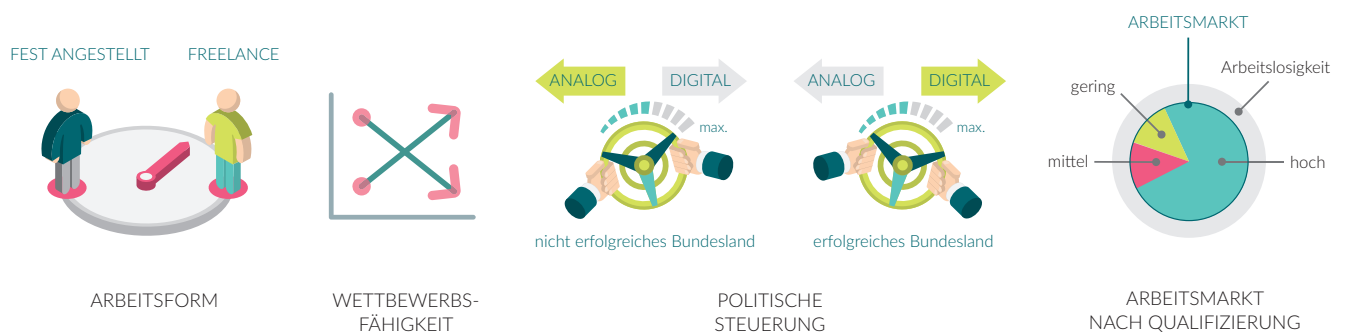 FEST ANGESTELLT
FREELANCE
ARBEITSFORM
WETTBEWERBS-
FÄHIGKEIT
ANALOG
DIGITAL
max.
nicht erfolgreiches Bundesland
ANALOG
DIGITAL
max.
erfolgreiches Bundesland
POLITISCHE
STEUERUNG
ARBEITSMARKT
Arbeitslosigkeit
gering
mittel
hoch
ARBEITSMARKT
NACH QUALIFIZIERUNG